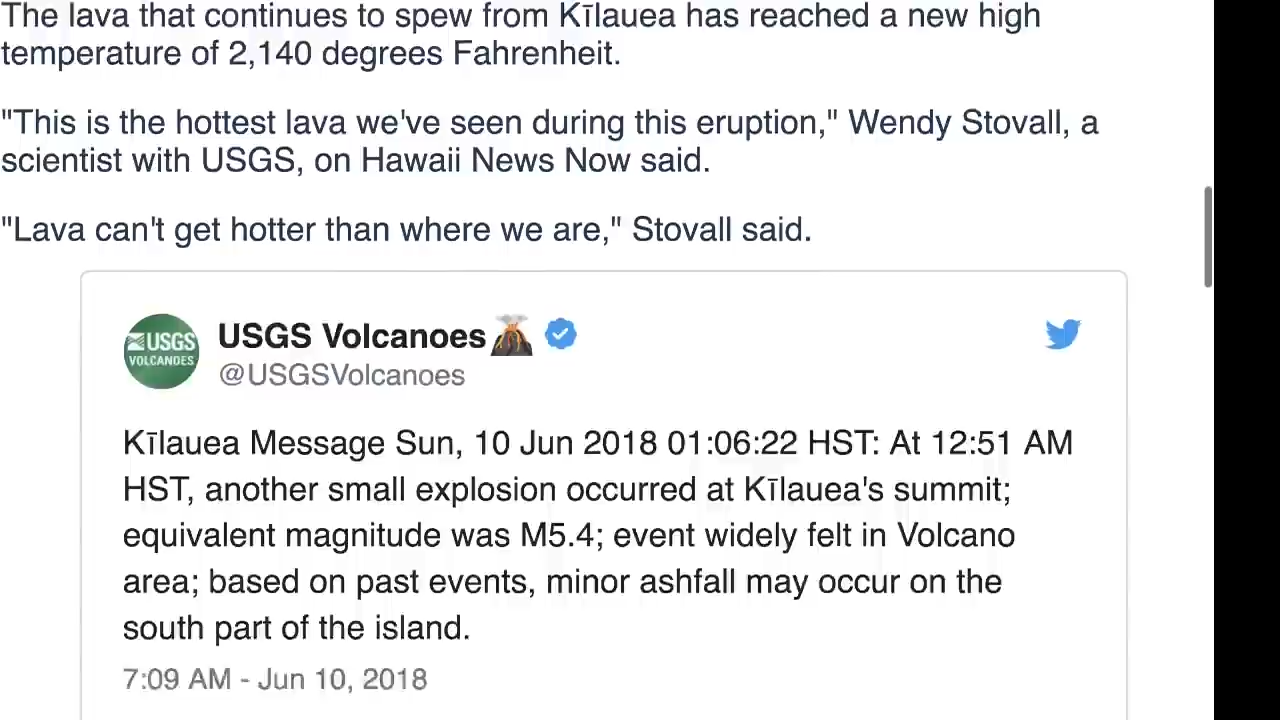 The lava that continues to spew from Kīlauea has reached a new high
temperature of 2,140 degrees Fahrenheit.
"This is the hottest lava we've seen during this eruption," Wendy Stovall, a
scientist with USGS, on Hawaii News Now said.
"Lava can't get hotter than where we are," Stovall said.
USGS
VOLCANOES
USGS Volcanoes🌋
@USGSVolcanoes
Kīlauea Message Sun, 10 Jun 2018 01:06:22 HST: At 12:51 AM
HST, another small explosion occurred at Kīlauea's summit;
equivalent magnitude was M5.4; event widely felt in Volcano
area; based on past events, minor ashfall may occur on the
south part of the island.
7:09 AM - Jun 10, 2018